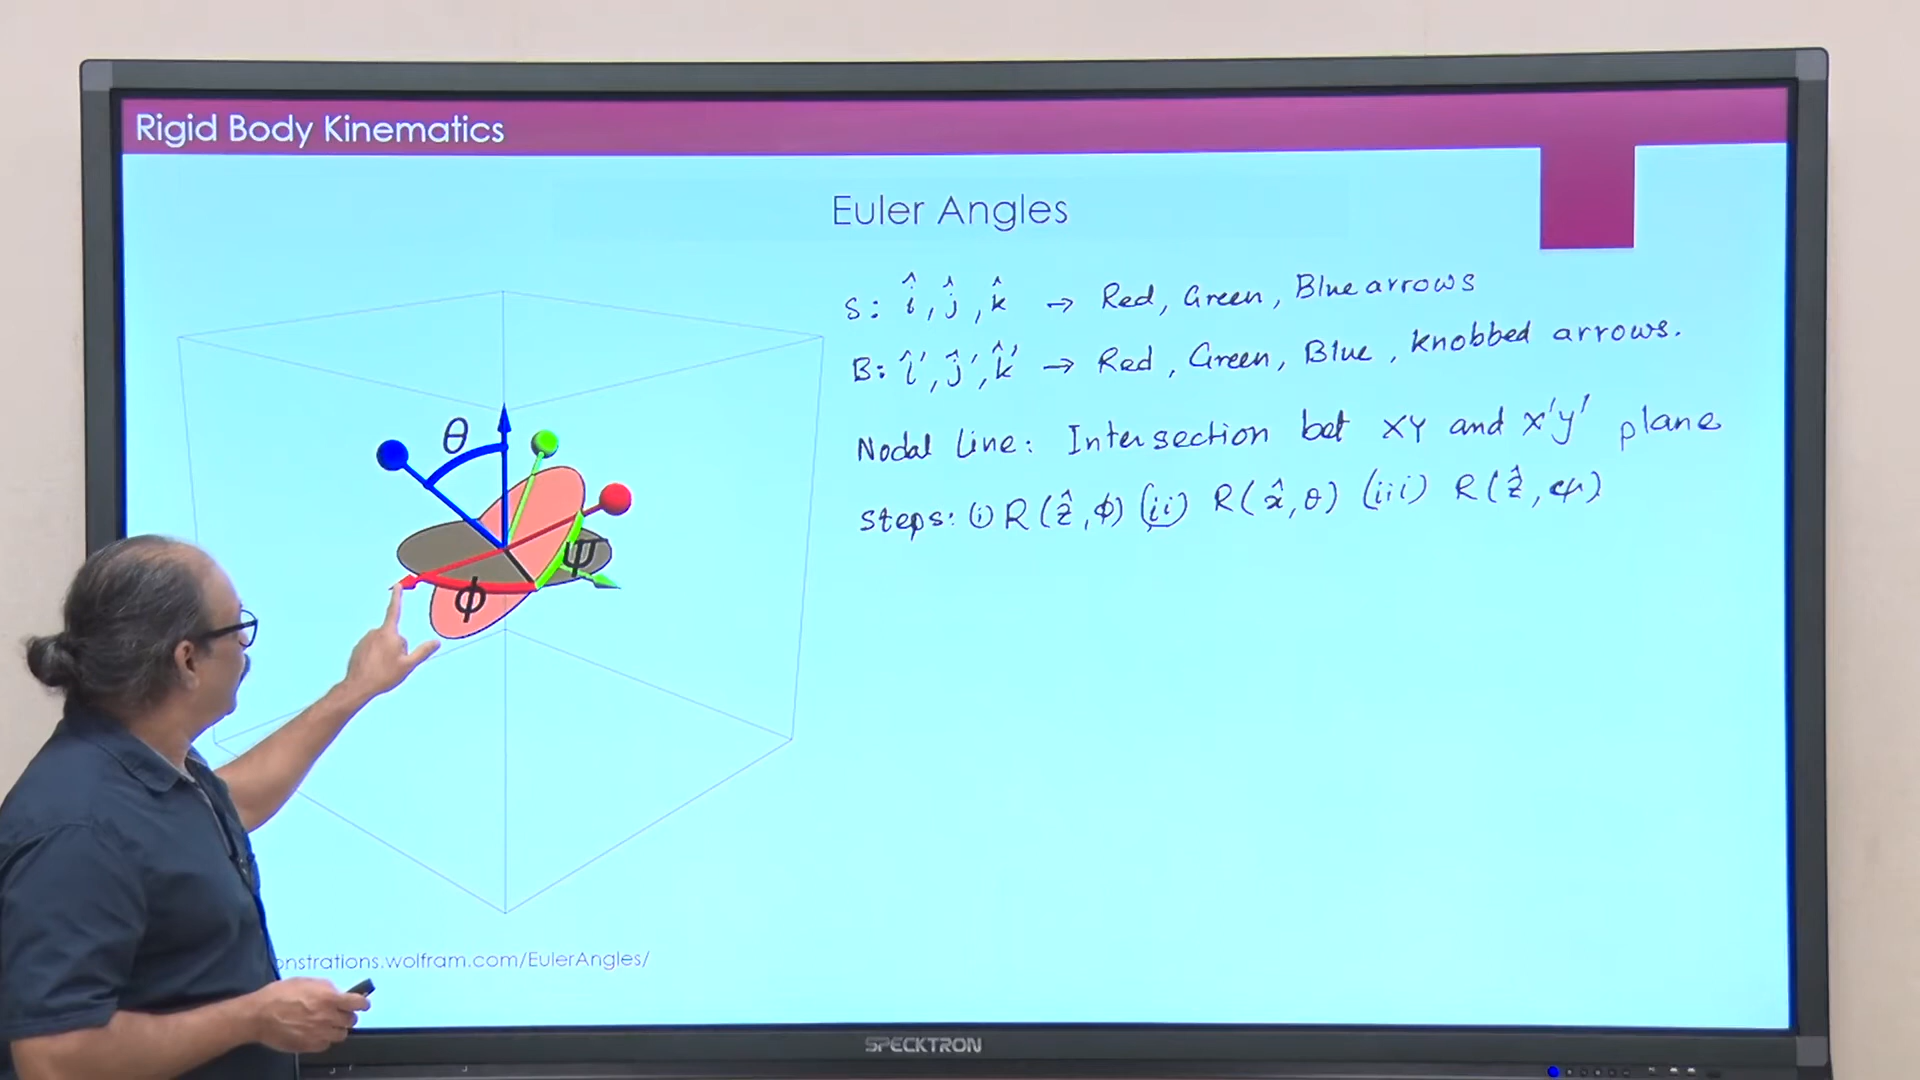 Rigid Body Kinematics
Euler Angles
S: î, ĵ, k̂ → Red, Green, Blue arrows
B: î', ĵ', k̂' → Red, Green, Blue, knobbed arrows.
Nodal Line: Intersection bet XY and x'y' plane
steps: (i) R(ẑ, ϕ) (ii) R(x̂, θ) (iii) R(ẑ, ψ)
θ
Ψ
ϕ
onstrations.wolfram.com/EulerAngles/
SPECKTRON